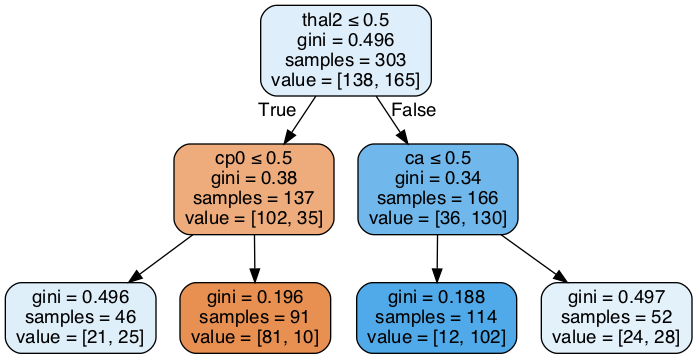 thal2 ≤ 0.5
gini = 0.496
samples = 303
value = [138, 165]
True
False
cp0 ≤ 0.5
gini = 0.38
samples = 137
value = [102, 35]
ca ≤ 0.5
gini = 0.34
samples = 166
value = [36, 130]
gini = 0.496
samples = 46
value = [21, 25]
gini = 0.196
samples = 91
value = [81, 10]
gini = 0.188
samples = 114
value = [12, 102]
gini = 0.497
samples = 52
value = [24, 28]